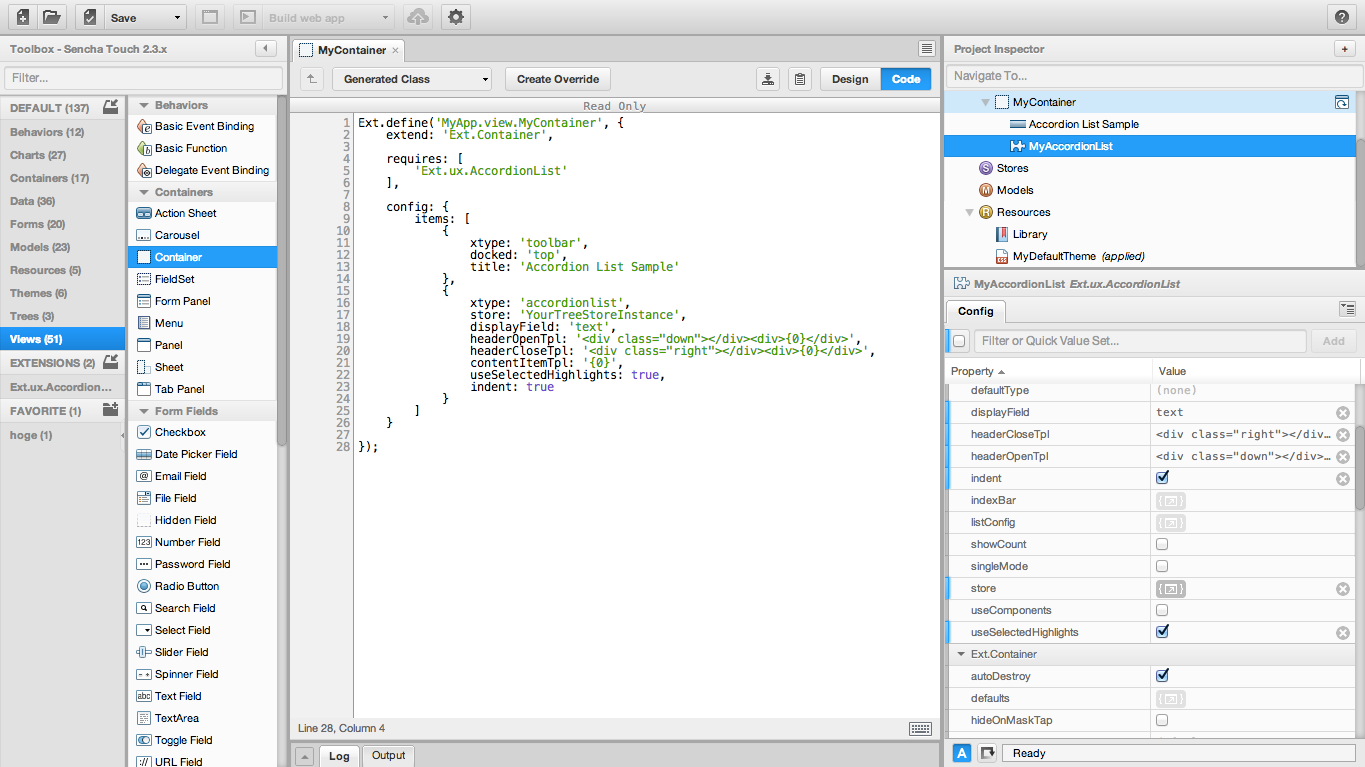 Save
Build web app
Toolbox - Sencha Touch 2.3.x
Filter...
DEFAULT (137)
Behaviors (12)
Charts (27)
Containers (17)
Data (36)
Forms (20)
Models (23)
Resources (5)
Themes (6)
Trees (3)
Views (51)
EXTENSIONS (2)
Ext.ux.Accordion...
FAVORITE (1)
hoge (1)
Behaviors
Basic Event Binding
Basic Function
Delegate Event Binding
Containers
Action Sheet
Carousel
Container
FieldSet
Form Panel
Menu
Panel
Sheet
Tab Panel
Form Fields
Checkbox
Date Picker Field
Email Field
File Field
Hidden Field
Number Field
Password Field
Radio Button
Search Field
Select Field
Slider Field
Spinner Field
Text Field
TextArea
Toggle Field
URL Field
MyContainer
Generated Class
Create Override
Design
Code
Read Only
1 Ext.define('MyApp.view.MyContainer', {
2 extend: 'Ext.Container',
3
4 requires: [
5 'Ext.ux.AccordionList'
6 ],
7
8 config: {
9 items: [
10 {
11 xtype: 'toolbar',
12 docked: 'top',
13 title: 'Accordion List Sample'
14 },
15 {
16 xtype: 'accordionlist',
17 store: 'YourTreeStoreInstance',
18 displayField: 'text',
19 headerOpenTpl: '<div class="down"></div><div>{0}</div>',
20 headerCloseTpl: '<div class="right"></div><div>{0}</div>',
21 contentItemTpl: '{0}',
22 useSelectedHighlights: true,
23 indent: true
24 }
25 ]
26 }
27
28 });
Line 28, Column 4
Log
Output
Project Inspector
Navigate To...
MyContainer
Accordion List Sample
MyAccordionList
S Stores
M Models
R Resources
Library
MyDefaultTheme (applied)
MyAccordionList Ext.ux.AccordionList
Config
Filter or Quick Value Set...
Add
Property
Value
defaultType (none)
displayField text
headerCloseTpl <div class="right"></div...
headerOpenTpl <div class="down"></div>...
indent
indexBar
listConfig
showCount
singleMode
store
useComponents
useSelectedHighlights
Ext.Container
autoDestroy
defaults
hideOnMaskTap
A
Ready